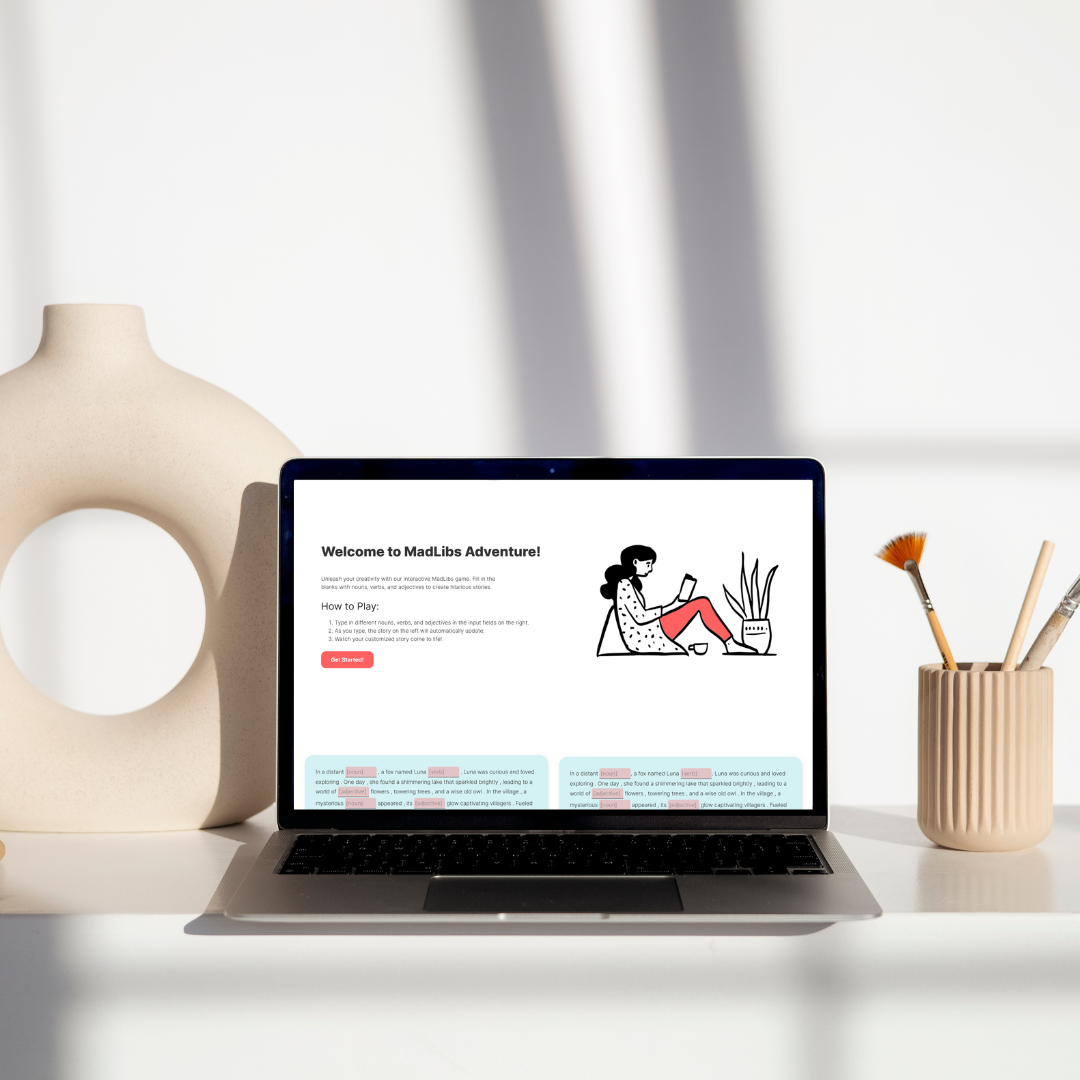 Welcome to MadLibs Adventure!
Unleash your creativity with our interactive MadLibs game. Fill in the
blanks with nouns, verbs, and adjectives to create hilarious stories.
How to Play:
1. Type in different nouns, verbs, and adjectives in the input fields on the right.
2. As you type, the story on the left will automatically update.
3. Watch your customized story come to life!
Get Started!
In a distant [noun] , a fox named Luna [verb] . Luna was curious and loved
exploring . One day , she found a shimmering lake that sparkled brightly , leading to a
world of [adjective] flowers , towering trees , and a wise old owl . In the village , a
mysterious [noun] appeared , its [adjective] glow captivating villagers . Fueled
In a distant [noun] , a fox named Luna [verb] . Luna was curious and loved
exploring . One day , she found a shimmering lake that sparkled brightly , leading to a
world of [adjective] flowers , towering trees , and a wise old owl . In the village , a
mysterious [noun] appeared , its [adjective] glow captivating villagers . Fueled